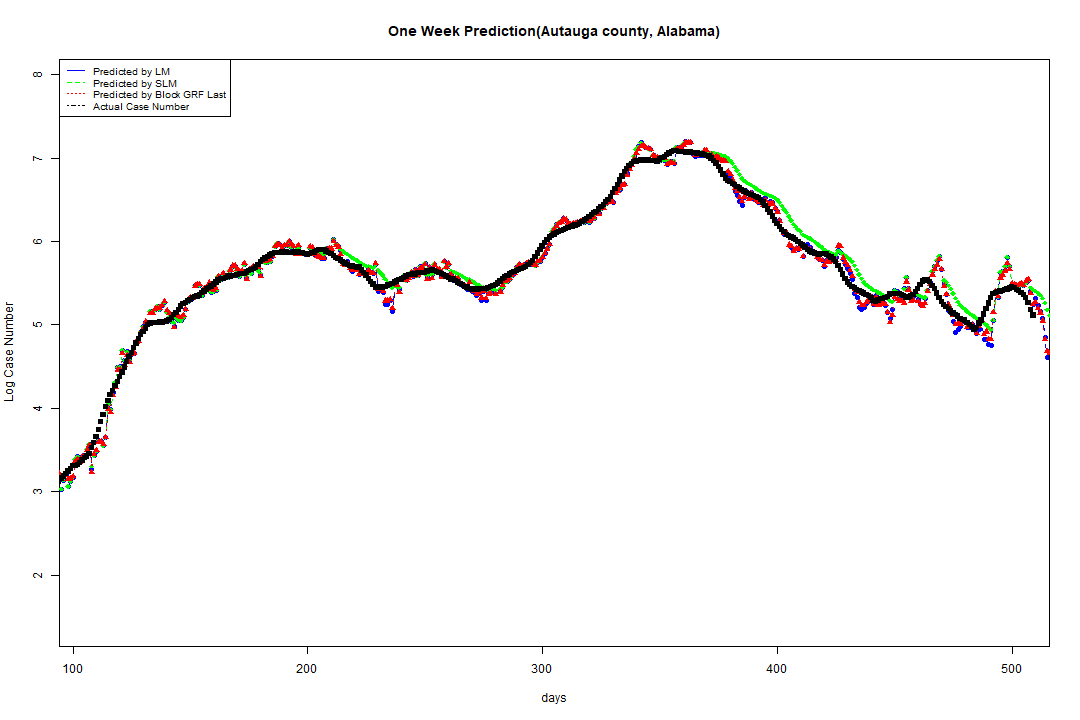 One Week Prediction(Autauga county, Alabama)
Predicted by LM
Predicted by SLM
Predicted by Block GRF Last
Actual Case Number
8
7
6
5
4
3
2
Log Case Number
100 200 300 400 500
days